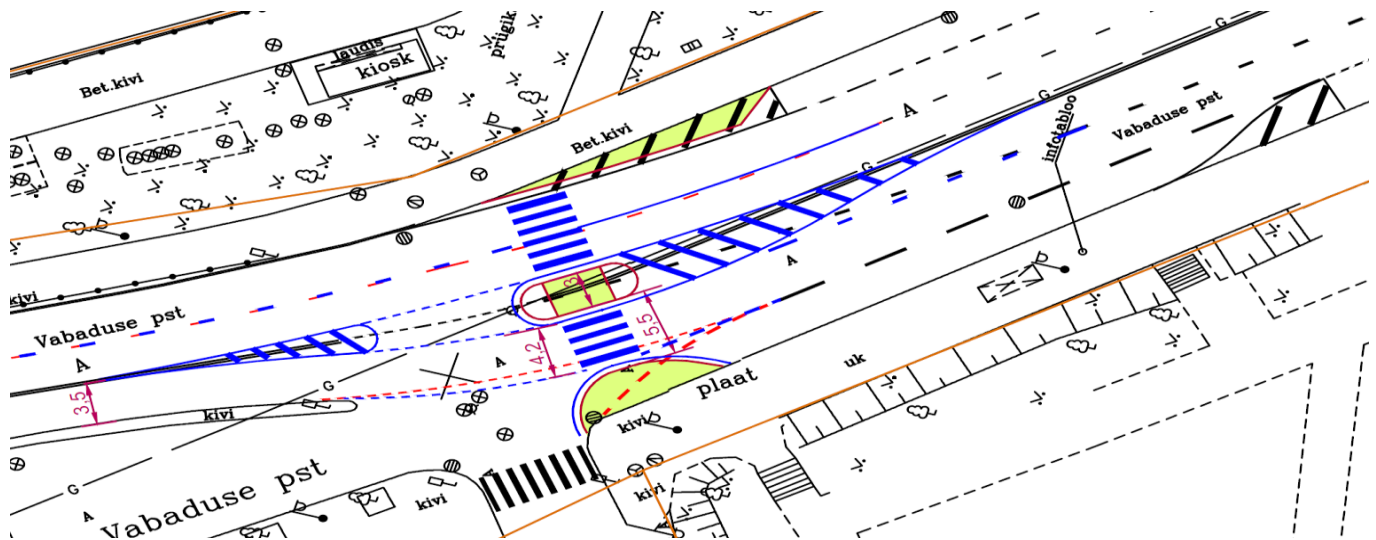 prügik
laudis
kiosk
Bet.kivi
Bet.kivi
G
A
G
Vabaduse pst
infotabloo
kivi
Vabaduse pst
3
A
5,5
4,2
A
A
A
3,5
G
kivi
plaat
uk
kivi
G
A
Vabaduse pst
A
kivi
kivi
A